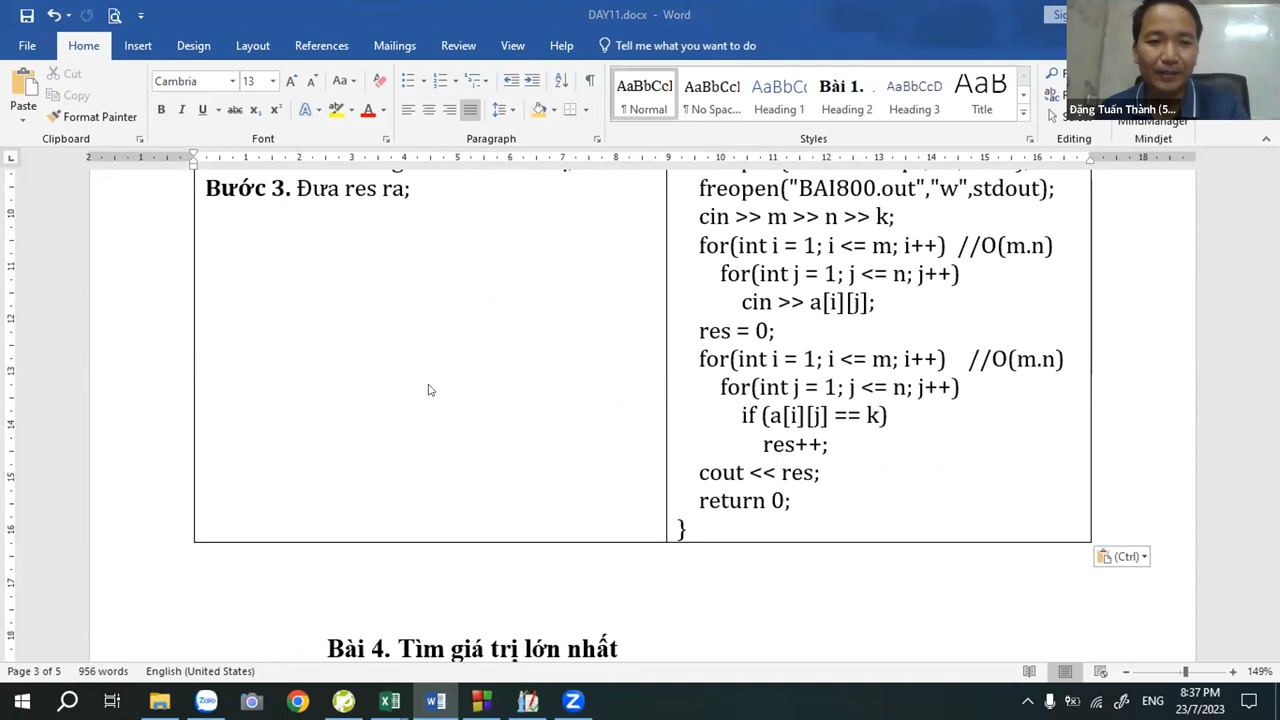 DAY11.docx - Word
File Home Insert Design Layout References Mailings Review View Help Tell me what you want to do
Paste
Cut
Copy
Format Painter
Clipboard
Cambria 13
Font
Paragraph
AaBbCcI AaBbCcI AaBbC Bài 1. AaBbCcD AaB
¶ Normal ¶ No Spac... Heading 1 Heading 2 Heading 3 Title
Styles
Editing
MindManager
Mindjet
Đặng Tuấn Thành (5...
Bước 3. Đưa res ra;
freopen("BAI800.out","w",stdout);
cin >> m >> n >> k;
for(int i = 1; i <= m; i++) //O(m.n)
for(int j = 1; j <= n; j++)
cin >> a[i][j];
res = 0;
for(int i = 1; i <= m; i++) //O(m.n)
for(int j = 1; j <= n; j++)
if (a[i][j] == k)
res++;
cout << res;
return 0;
}
(Ctrl)
Bài 4. Tìm giá trị lớn nhất
Page 3 of 5 956 words English (United States) 149%
Zalo
ENG
8:37 PM
23/7/2023